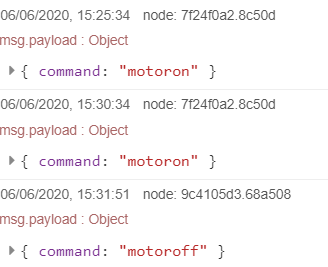 06/06/2020, 15:25:34 node: 7f24f0a2.8c50d
msg.payload : Object
{ command: "motoron" }
06/06/2020, 15:30:34 node: 7f24f0a2.8c50d
msg.payload : Object
{ command: "motoron" }
06/06/2020, 15:31:51 node: 9c4105d3.68a508
msg.payload : Object
{ command: "motoroff" }